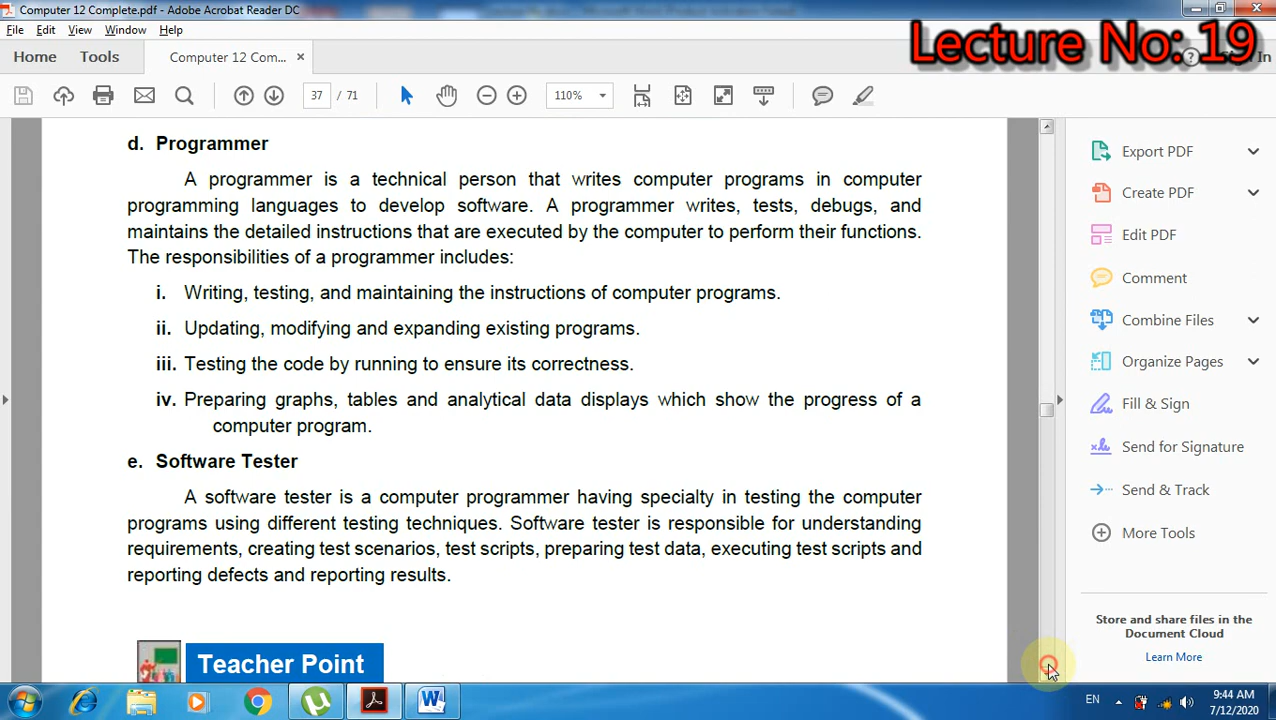 Computer 12 Complete.pdf - Adobe Acrobat Reader DC
File Edit View Window Help
Lecture No: 19
Home Tools Computer 12 Com... × In
37 / 71 110%
d. Programmer
A programmer is a technical person that writes computer programs in computer
programming languages to develop software. A programmer writes, tests, debugs, and
maintains the detailed instructions that are executed by the computer to perform their functions.
The responsibilities of a programmer includes:
i. Writing, testing, and maintaining the instructions of computer programs.
ii. Updating, modifying and expanding existing programs.
iii. Testing the code by running to ensure its correctness.
iv. Preparing graphs, tables and analytical data displays which show the progress of a
computer program.
e. Software Tester
A software tester is a computer programmer having specialty in testing the computer
programs using different testing techniques. Software tester is responsible for understanding
requirements, creating test scenarios, test scripts, preparing test data, executing test scripts and
reporting defects and reporting results.
Teacher Point
Export PDF
Create PDF
Edit PDF
Comment
Combine Files
Organize Pages
Fill & Sign
Send for Signature
Send & Track
More Tools
Store and share files in the
Document Cloud
Learn More
EN
9:44 AM
7/12/2020